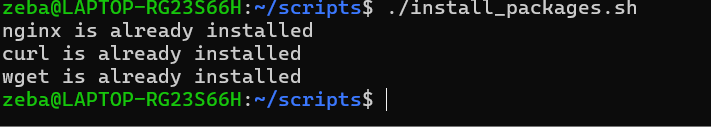 zeba@LAPTOP-RG23S66H:~/scripts$ ./install_packages.sh
nginx is already installed
curl is already installed
wget is already installed
zeba@LAPTOP-RG23S66H:~/scripts$